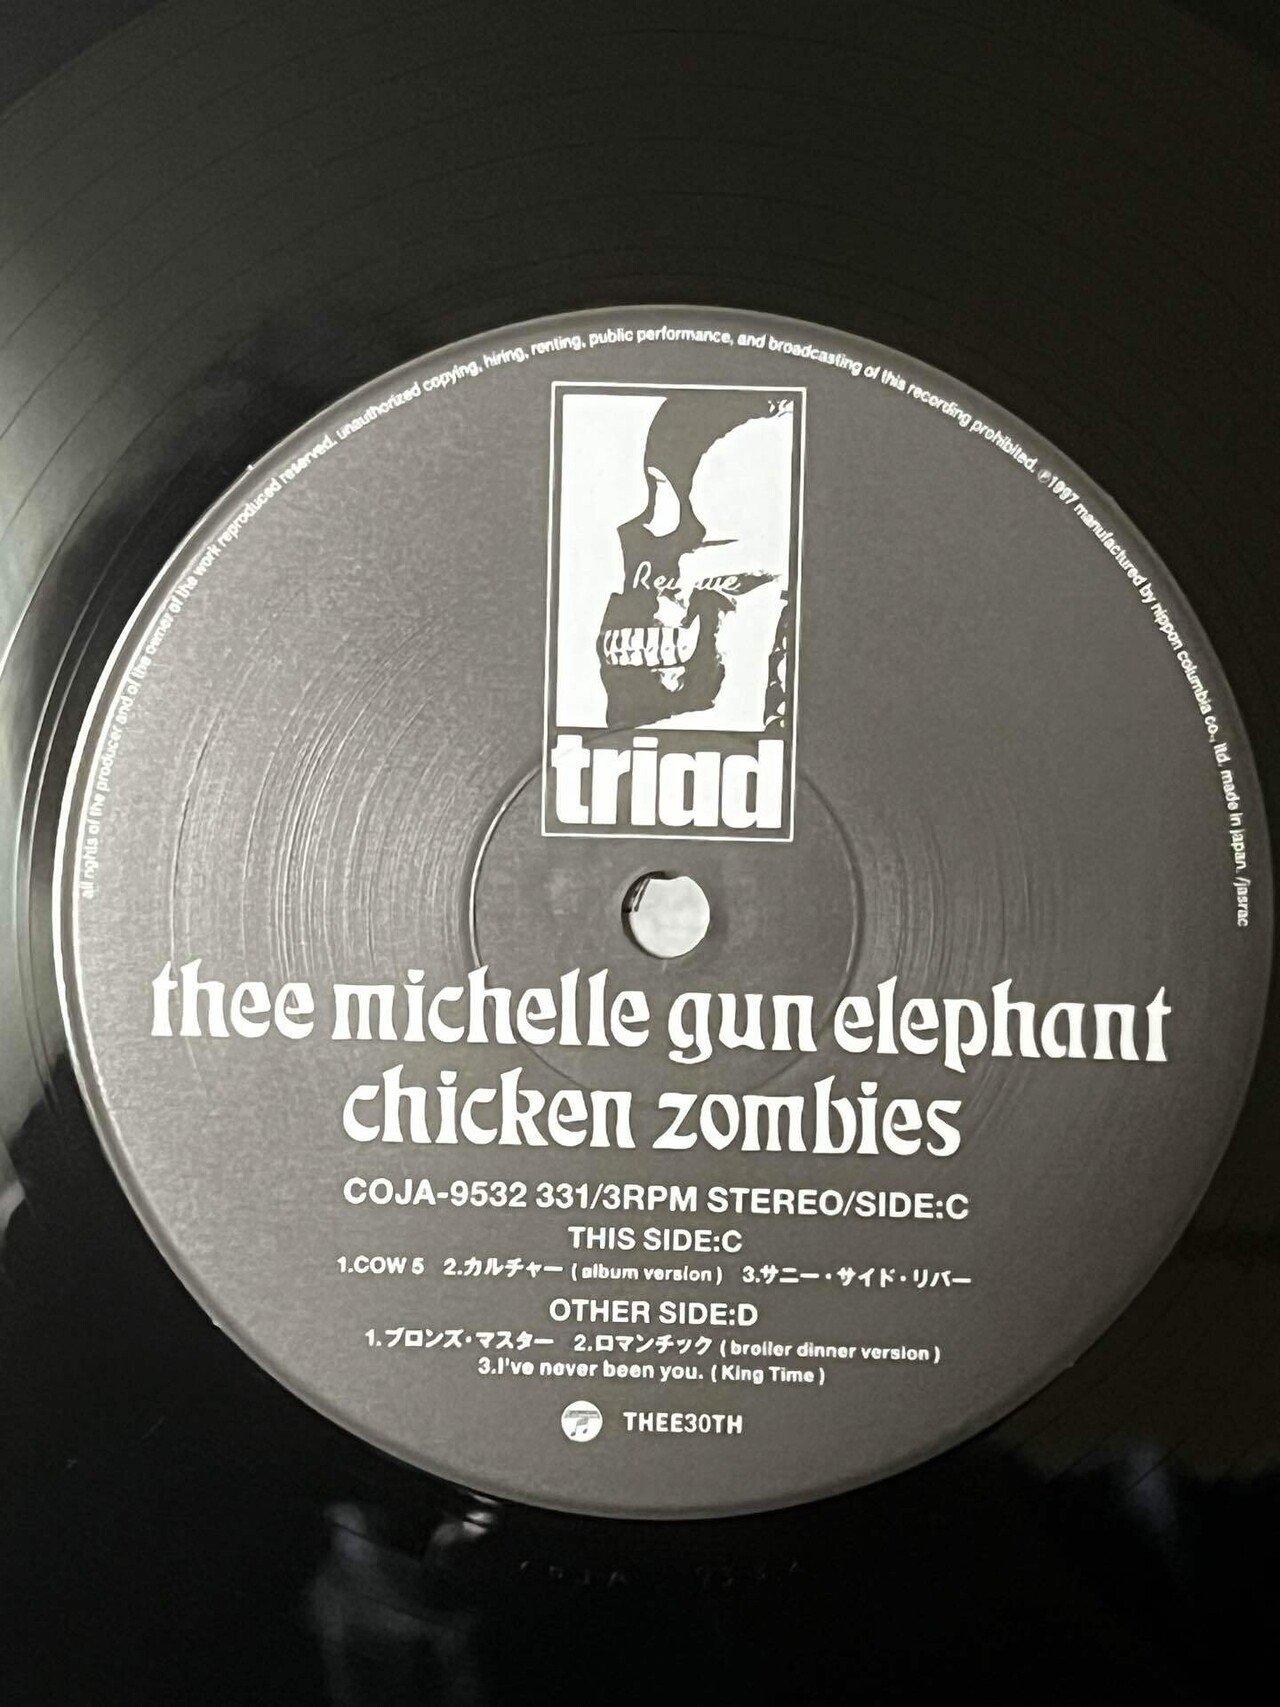 all rights of the producer and of the owner of the work reproduced reserved. unauthorized copying, hiring, renting, public performance, and broadcasting of this recording prohibited. ℗1997 manufactured by nippon columbia co., ltd. made in japan. /jasrac
triad
thee michelle gun elephant
chicken zombies
COJA-9532 331/3RPM STEREO/SIDE:C
THIS SIDE:C
1.COW 5 2.カルチャー ( album version ) 3.サニー・サイド・リバー
OTHER SIDE:D
1.ブロンズ・マスター 2.ロマンチック ( broiler dinner version )
3.I've never been you. ( King Time )
THEE30TH